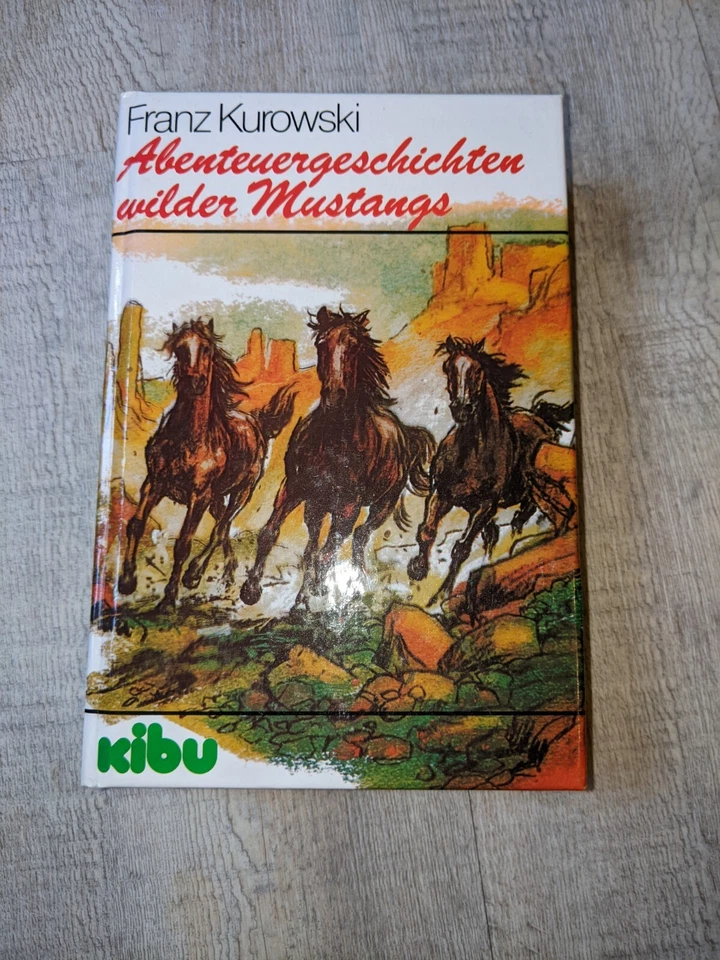 Franz Kurowski
Abenteuergeschichten
wilder Mustangs
kibu